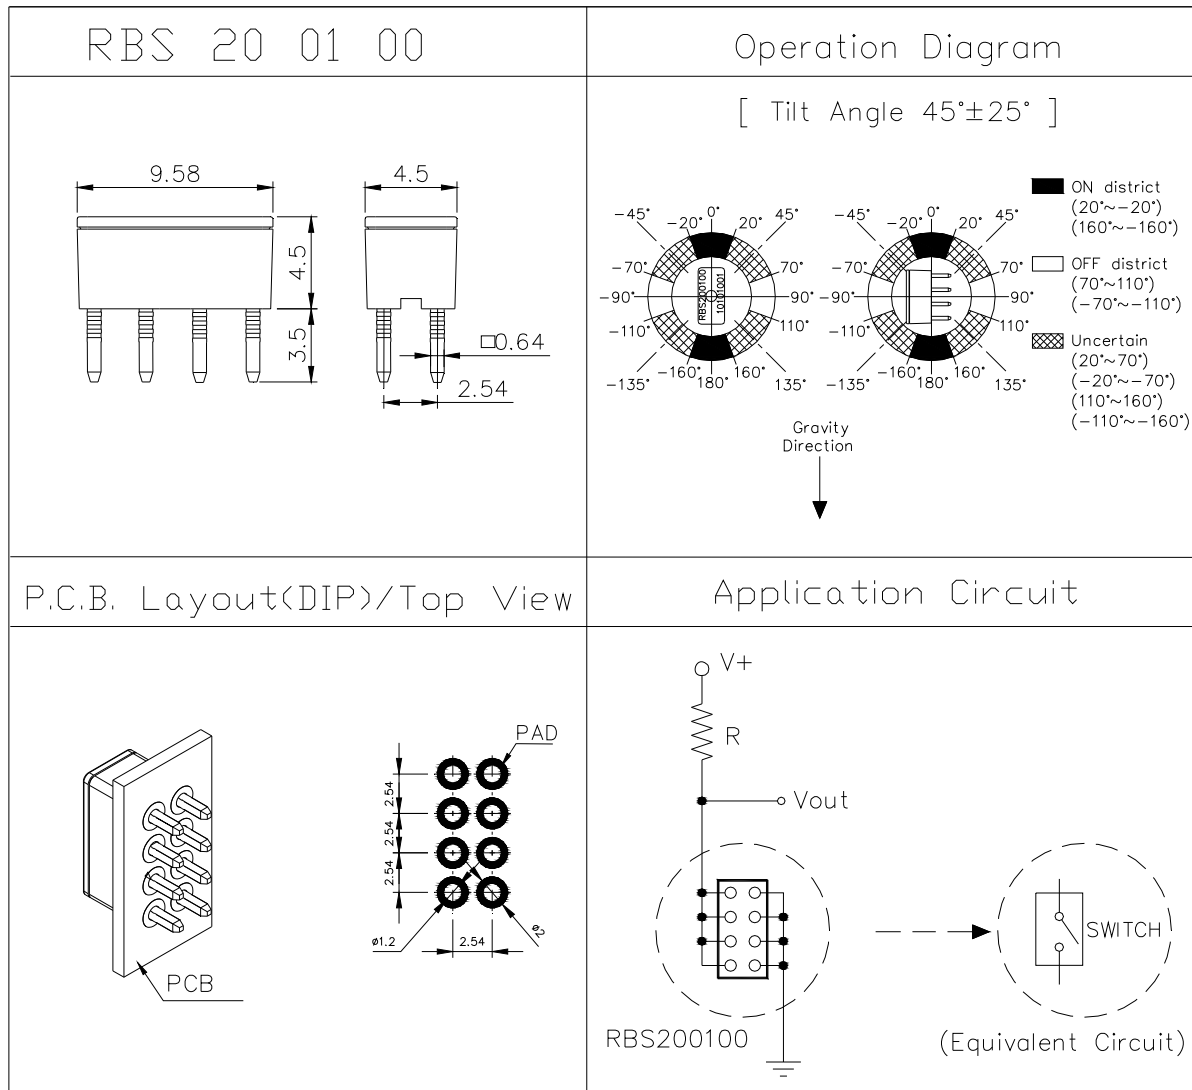 RBS 20 01 00
9.58
4.5
4.5
3.5
□0.64
2.54
Operation Diagram
[ Tilt Angle 45°±25° ]
-45° -20° 0° 20° 45°
-70° 70°
-90° 90°
-110° 110°
-135° -160° 180° 160° 135°
RBS200100
10101001
-45° -20° 0° 20° 45°
-70° 70°
-90° 90°
-110° 110°
-135° -160° 180° 160° 135°
ON district
(20°~-20°)
(160°~-160°)
OFF district
(70°~110°)
(-70°~-110°)
Uncertain
(20°~70°)
(-20°~-70°)
(110°~160°)
(-110°~-160°)
Gravity
Direction
P.C.B. Layout(DIP)/Top View
PCB
PAD
2.54
2.54
2.54
ø1.2
2.54
ø2
Application Circuit
V+
R
Vout
SWITCH
RBS200100
(Equivalent Circuit)